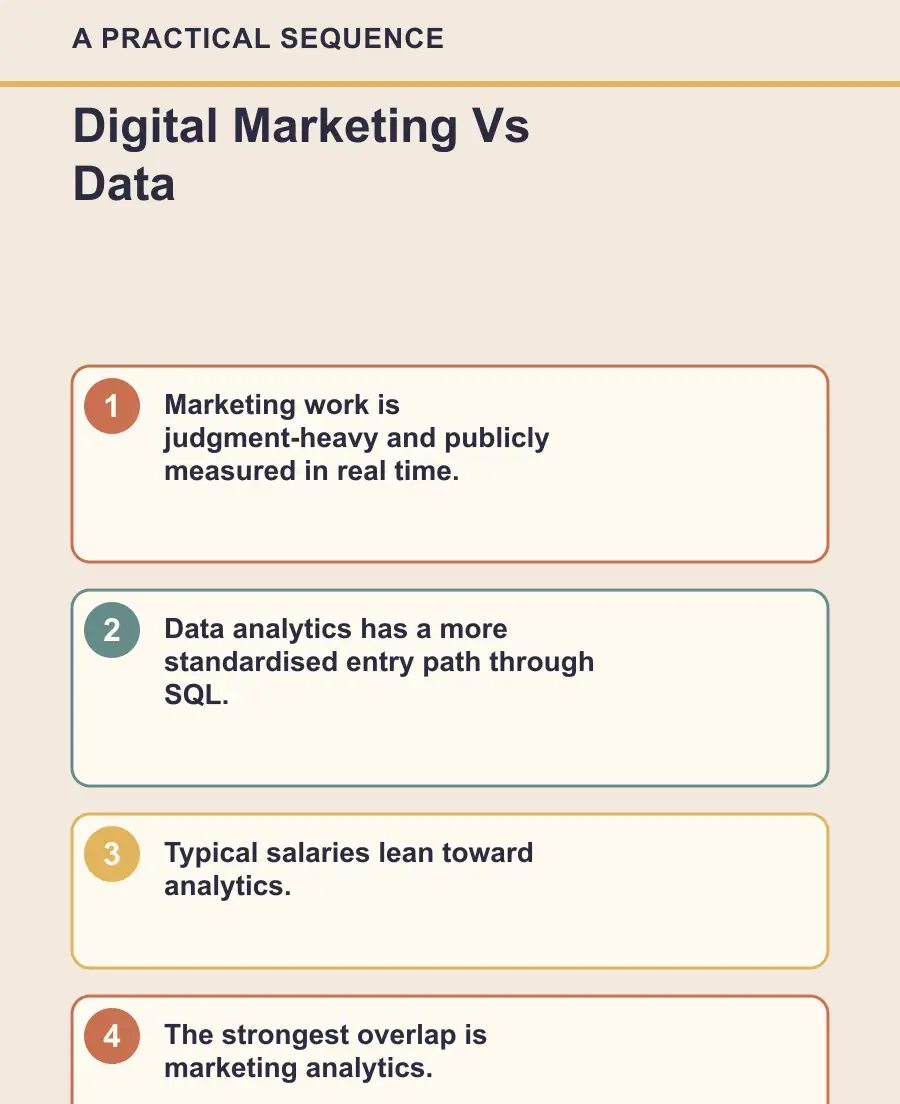 A PRACTICAL SEQUENCE
Digital Marketing Vs
Data
1
Marketing work is
judgment-heavy and publicly
measured in real time.
2
Data analytics has a more
standardised entry path through
SQL.
3
Typical salaries lean toward
analytics.
4
The strongest overlap is
marketing analytics.